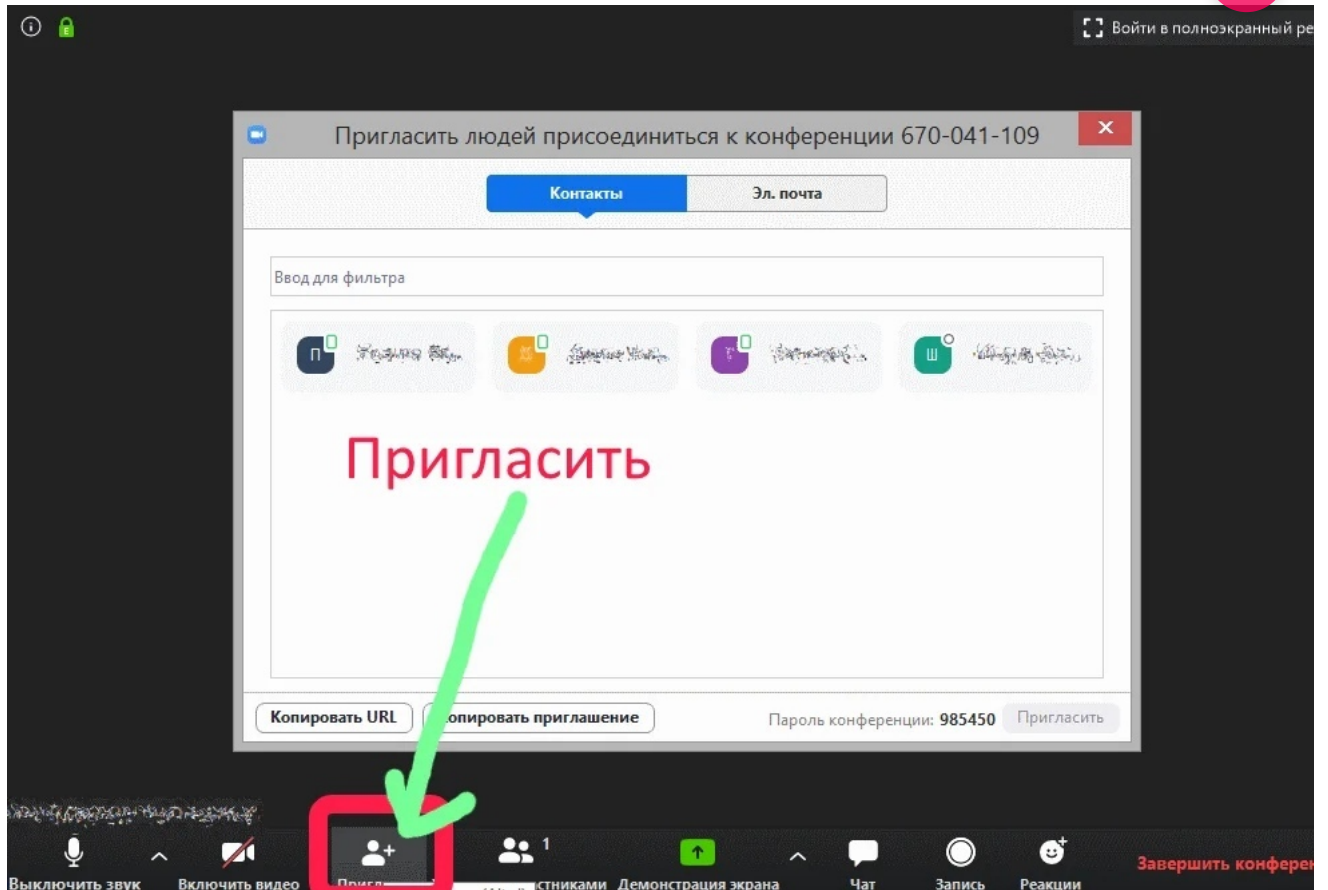 Войти в полноэкранный ре
Пригласить людей присоединиться к конференции 670-041-109
Контакты
Эл. почта
Ввод для фильтра
П
Ш
Пригласить
Копировать URL
опировать приглашение
Пароль конференции: 985450
Пригласить
1
Выключить звук
Включить видео
Пригл
стниками
Демонстрация экрана
Чат
Запись
Реакции
Завершить конферен